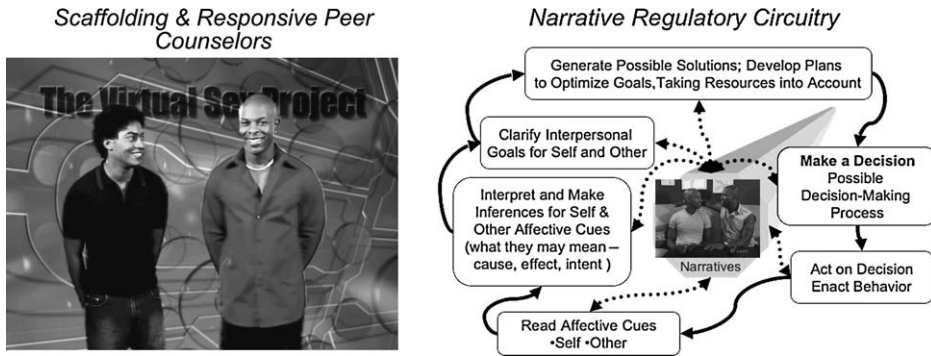 Scaffolding & Responsive Peer
Counselors
The Virtual Sex Project
Narrative Regulatory Circuitry
Generate Possible Solutions; Develop Plans
to Optimize Goals,Taking Resources into Account
Clarify Interpersonal
Goals for Self and Other
Interpret and Make
Inferences for Self &
Other Affective Cues
(what they may mean—
cause, effect, intent )
Make a Decision
Possible
Decision-Making
Process
Narratives
Act on Decision
Enact Behavior
Read Affective Cues
•Self •Other